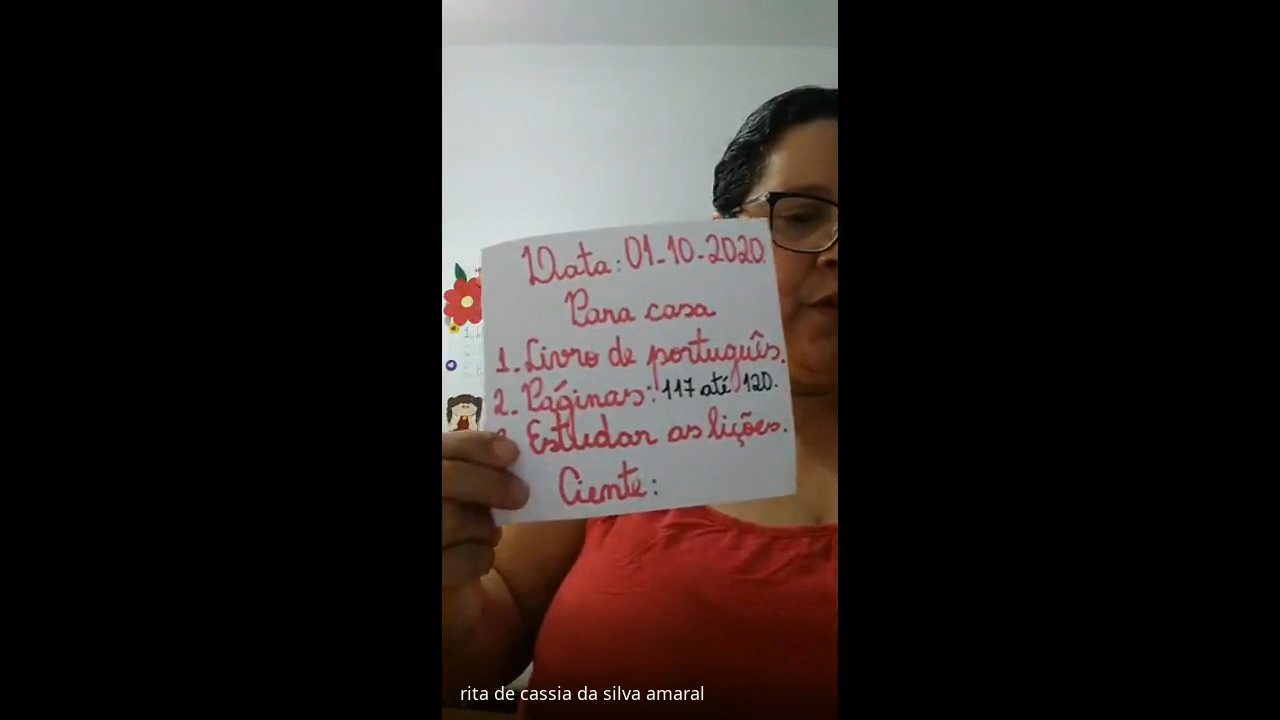 Data: 01-10-2020.
Para casa
1. Livro de português.
2. Páginas: 117 até 120.
Estudar as lições.
Ciente:
rita de cassia da silva amaral